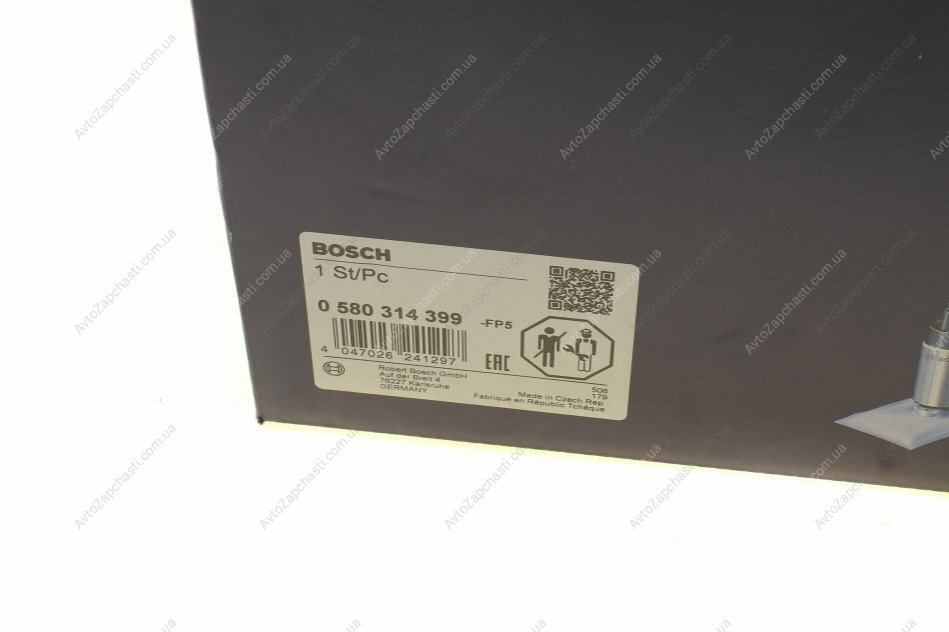 BOSCH
1 St/Pc
0 580 314 399 -FP5
4 047026 241297
EAC
Robert Bosch GmbH
Auf der Breit 4
76227 Karlsruhe
GERMANY
506
179
Made in Czech Rep.
Fabrique en République Tchèque
AvtoZapchasti.com.ua